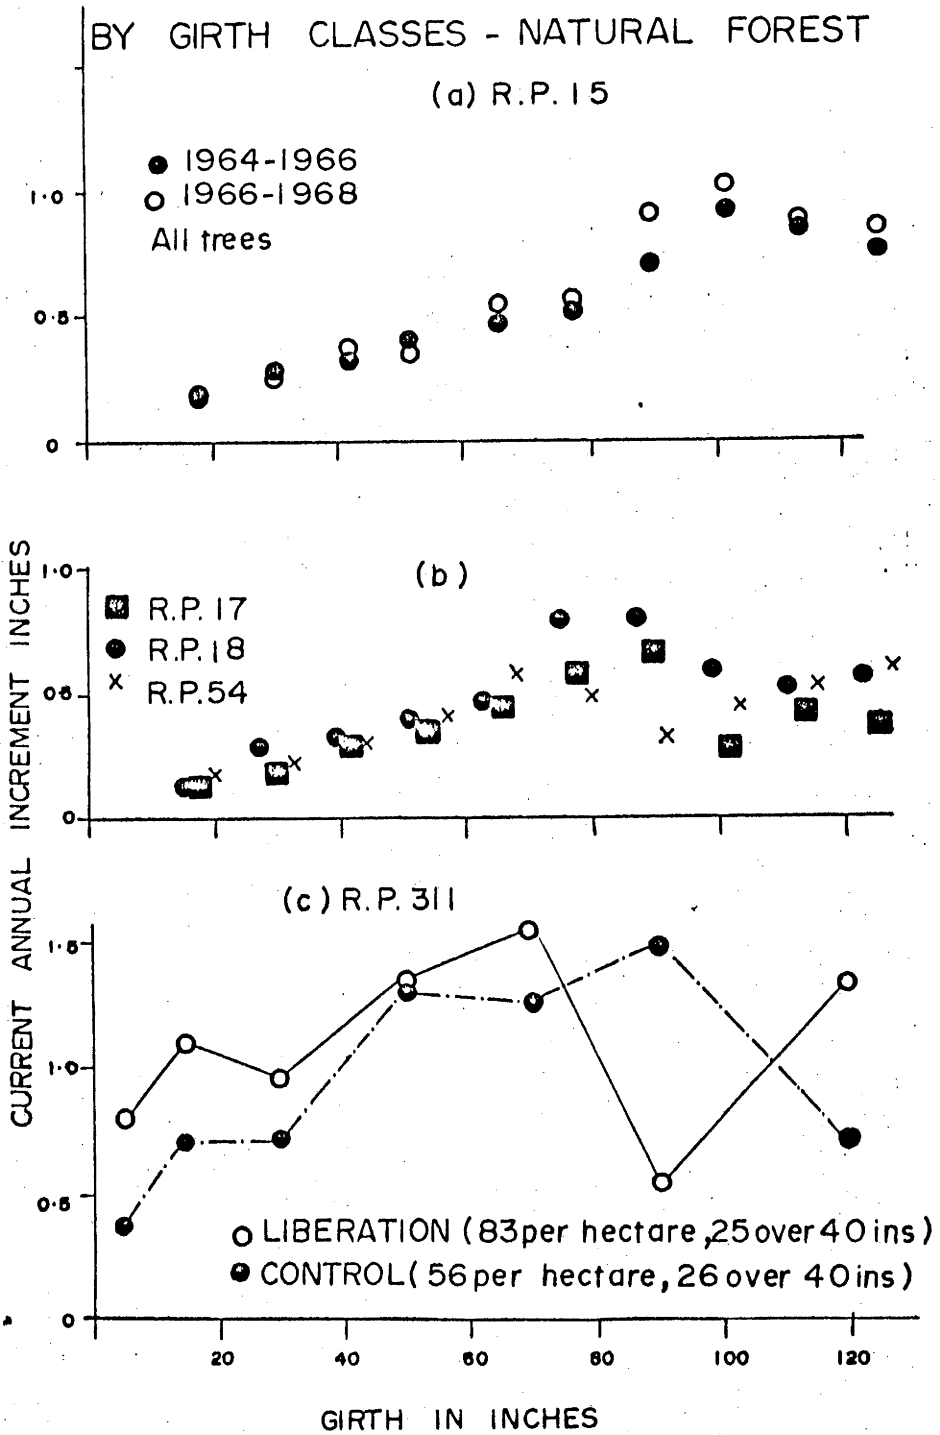 BY GIRTH CLASSES - NATURAL FOREST
(a) R.P. 15
1964-1966
1966-1968
All trees
1·0
0·5
0
CURRENT ANNUAL INCREMENT INCHES
(b)
R.P. 17
R.P. 18
R.P. 54
1·0
0·5
0
(c) R.P. 311
1·5
1·0
0·5
LIBERATION (83 per hectare, 25 over 40 ins)
CONTROL (56 per hectare, 26 over 40 ins)
0
20 40 60 80 100 120
GIRTH IN INCHES